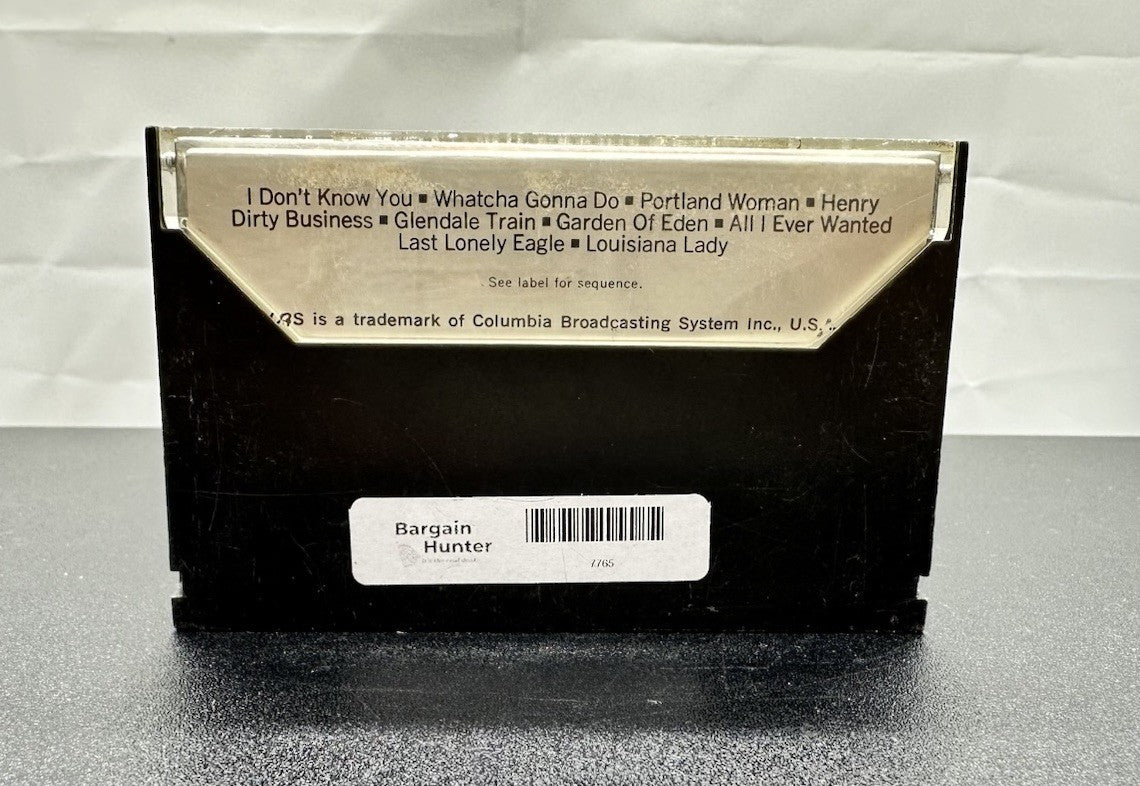 I Don't Know You ▪ Whatcha Gonna Do ▪ Portland Woman ▪ Henry
Dirty Business ▪ Glendale Train ▪ Garden Of Eden ▪ All I Ever Wanted
Last Lonely Eagle ▪ Louisiana Lady
See label for sequence.
is a trademark of Columbia Broadcasting System Inc., U.S.
Bargain
Hunter
7765